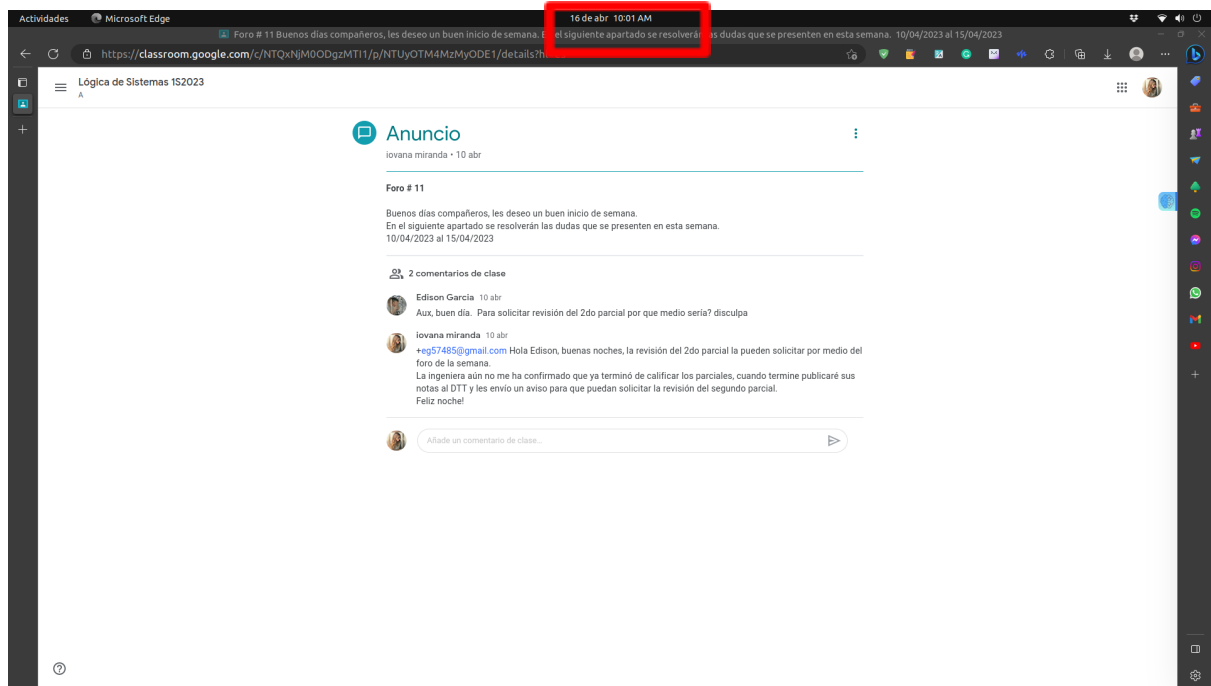 Actividades Microsoft Edge 16 de abr 10:01 AM
Foro # 11 Buenos días compañeros, les deseo un buen inicio de semana. En el siguiente apartado se resolverán las dudas que se presenten en esta semana. 10/04/2023 al 15/04/2023
https://classroom.google.com/c/NTQxNjM0ODgzMTI1/p/NTUyOTM4MzMyODE1/details?
Lógica de Sistemas 1S2023
A
Anuncio
iovana miranda • 10 abr
Foro # 11
Buenos días compañeros, les deseo un buen inicio de semana.
En el siguiente apartado se resolverán las dudas que se presenten en esta semana.
10/04/2023 al 15/04/2023
2 comentarios de clase
Edison Garcia 10 abr
Aux, buen día. Para solicitar revisión del 2do parcial por que medio sería? disculpa
iovana miranda 10 abr
+eg57485@gmail.com Hola Edison, buenas noches, la revisión del 2do parcial la pueden solicitar por medio del
foro de la semana.
La ingeniera aún no me ha confirmado que ya terminó de calificar los parciales, cuando termine publicaré sus
notas al DTT y les envío un aviso para que puedan solicitar la revisión del segundo parcial.
Feliz noche!
Añade un comentario de clase...